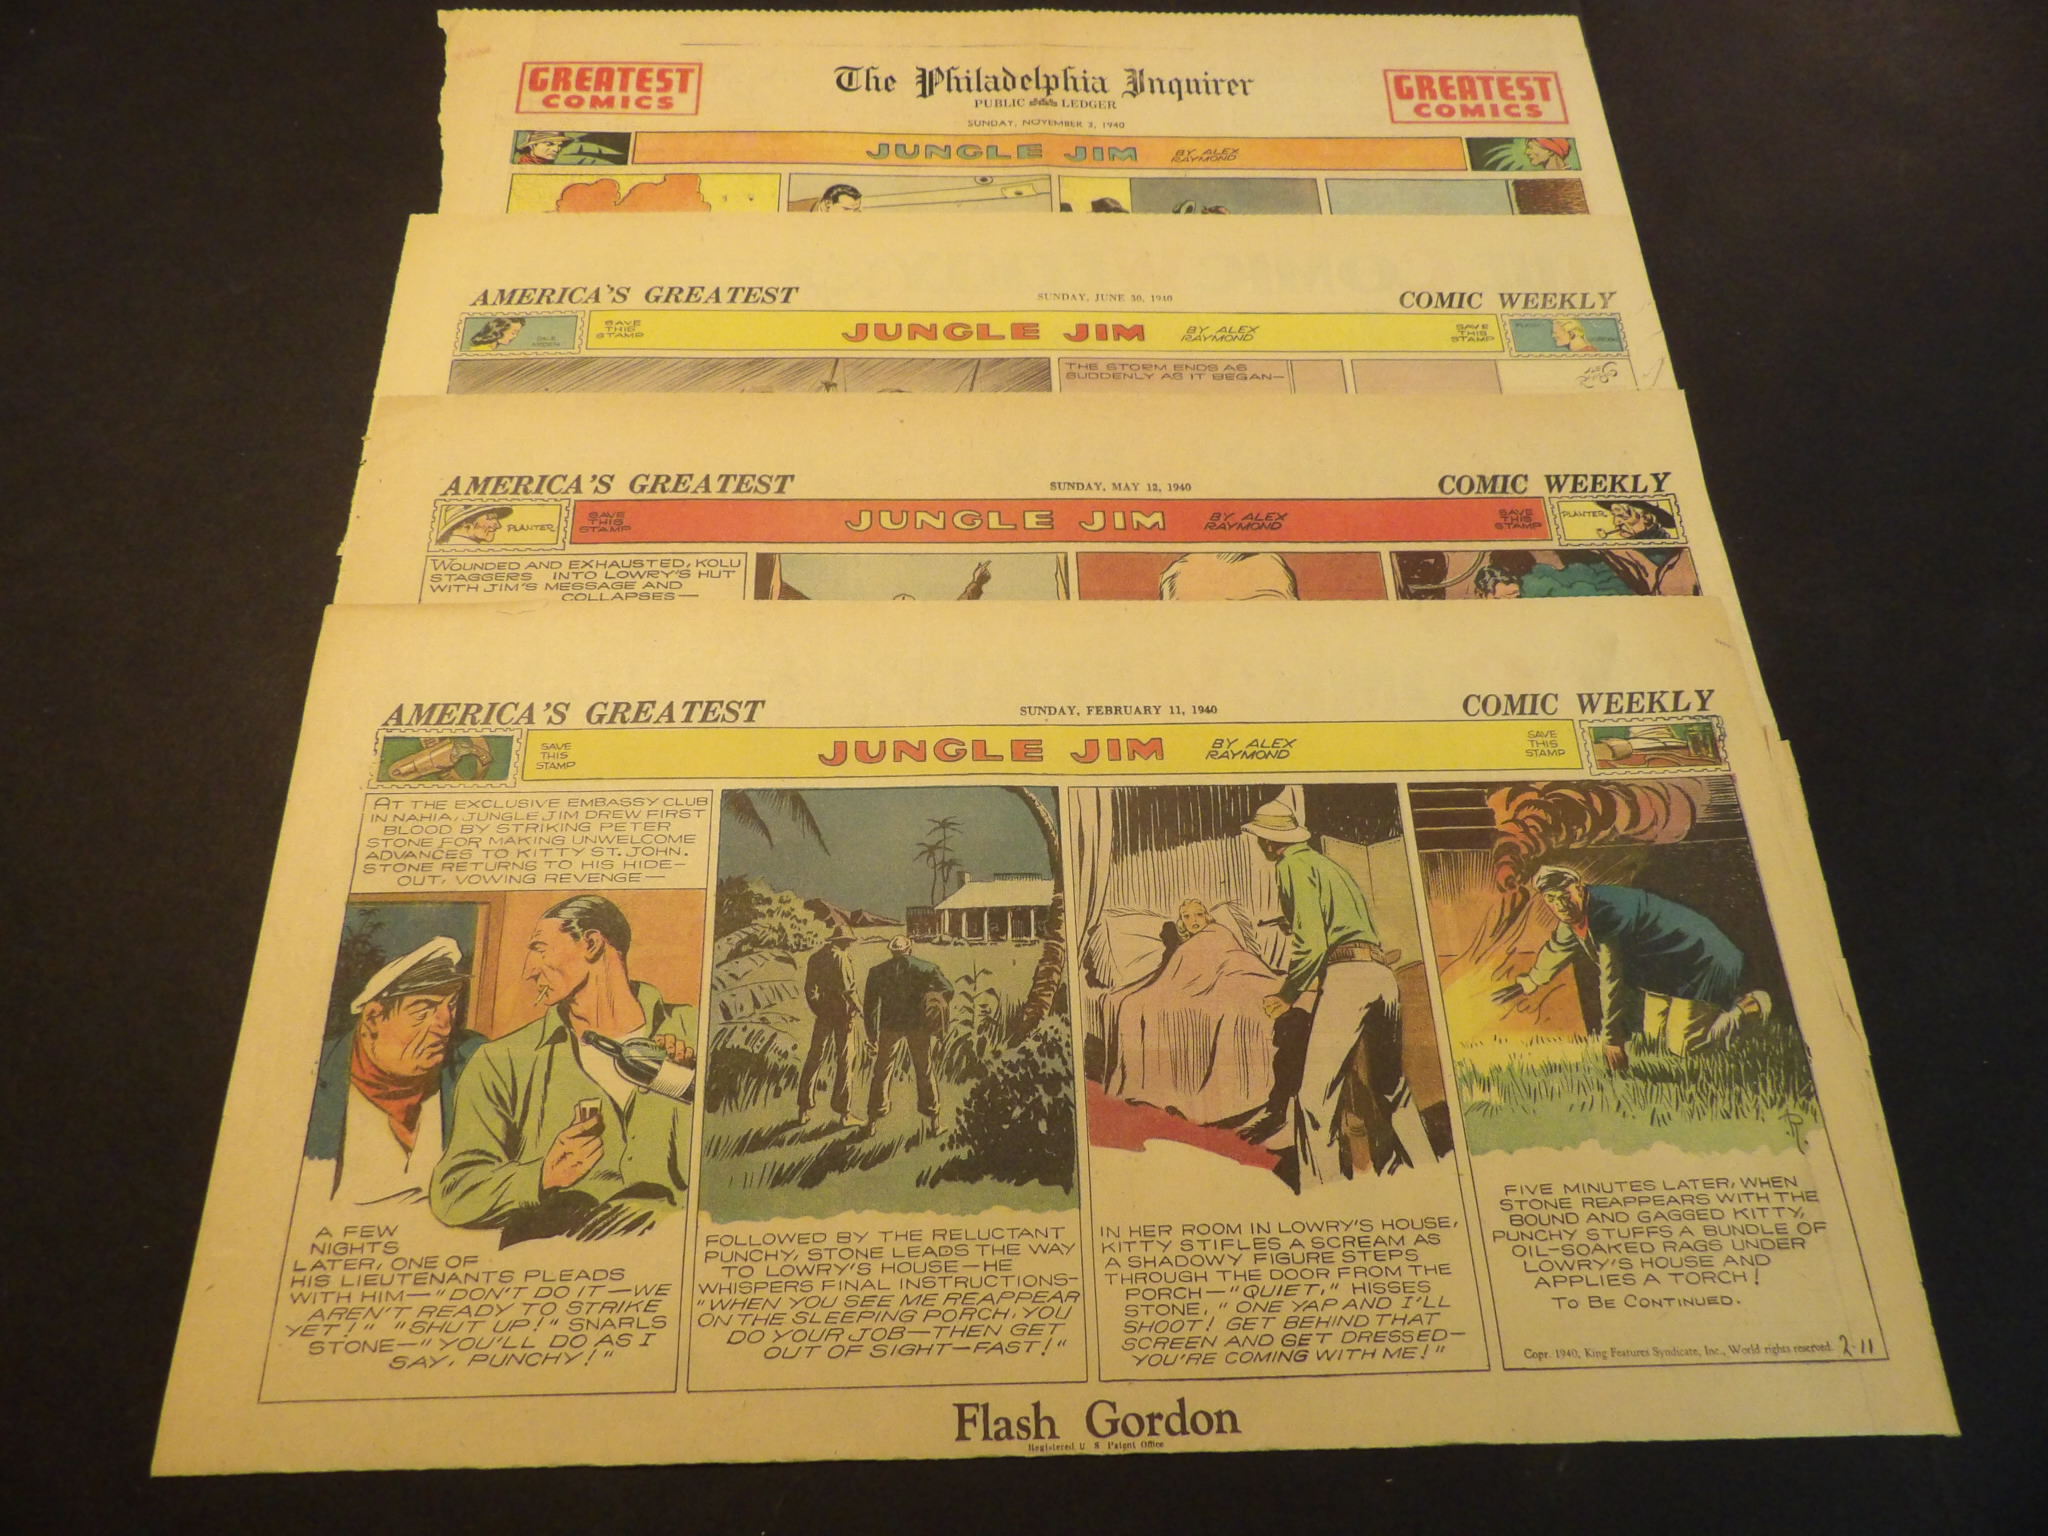 GREATEST
COMICS
The Philadelphia Inquirer
PUBLIC LEDGER
GREATEST
COMICS
SUNDAY, NOVEMBER 3, 1940
JUNGLE JIM
BY ALEX
RAYMOND
AMERICA'S GREATEST
SUNDAY, JUNE 30, 1940
COMIC WEEKLY
DALE
ARDEN
SAVE
THIS
STAMP
JUNGLE JIM
BY ALEX
RAYMOND
SAVE
THIS
STAMP
FLASH
GORDON
THE STORM ENDS AS
SUDDENLY AS IT BEGAN—
AMERICA'S GREATEST
SUNDAY, MAY 12, 1940
COMIC WEEKLY
PLANTER
SAVE
THIS
STAMP
JUNGLE JIM
BY ALEX
RAYMOND
SAVE
THIS
STAMP
PLANTER
WOUNDED AND EXHAUSTED, KOLU
STAGGERS INTO LOWRY'S HUT
WITH JIM'S MESSAGE AND
COLLAPSES—
AMERICA'S GREATEST
SUNDAY, FEBRUARY 11, 1940
COMIC WEEKLY
SAVE
THIS
STAMP
JUNGLE JIM
BY ALEX
RAYMOND
SAVE
THIS
STAMP
AT THE EXCLUSIVE EMBASSY CLUB
IN NAHIA, JUNGLE JIM DREW FIRST
BLOOD BY STRIKING PETER
STONE FOR MAKING UNWELCOME
ADVANCES TO KITTY ST. JOHN.
STONE RETURNS TO HIS HIDE-
OUT, VOWING REVENGE—
A FEW
NIGHTS
LATER, ONE OF
HIS LIEUTENANTS PLEADS
WITH HIM—"DON'T DO IT—WE
AREN'T READY TO STRIKE
YET!" "SHUT UP!" SNARLS
STONE—"YOU'LL DO AS I
SAY, PUNCHY!"
FOLLOWED BY THE RELUCTANT
PUNCHY, STONE LEADS THE WAY
TO LOWRY'S HOUSE—HE
WHISPERS FINAL INSTRUCTIONS-
"WHEN YOU SEE ME REAPPEAR
ON THE SLEEPING PORCH, YOU
DO YOUR JOB—THEN GET
OUT OF SIGHT—FAST!"
IN HER ROOM IN LOWRY'S HOUSE,
KITTY STIFLES A SCREAM AS
A SHADOWY FIGURE STEPS
THROUGH THE DOOR FROM THE
PORCH—"QUIET," HISSES
STONE, "ONE YAP AND I'LL
SHOOT! GET BEHIND THAT
SCREEN AND GET DRESSED—
YOU'RE COMING WITH ME!"
FIVE MINUTES LATER, WHEN
STONE REAPPEARS WITH THE
BOUND AND GAGGED KITTY,
PUNCHY STUFFS A BUNDLE OF
OIL-SOAKED RAGS UNDER
LOWRY'S HOUSE AND
APPLIES A TORCH!
TO BE CONTINUED.
Copr. 1940, King Features Syndicate, Inc., World rights reserved. 2-11
Flash Gordon
Registered U S Patent Office